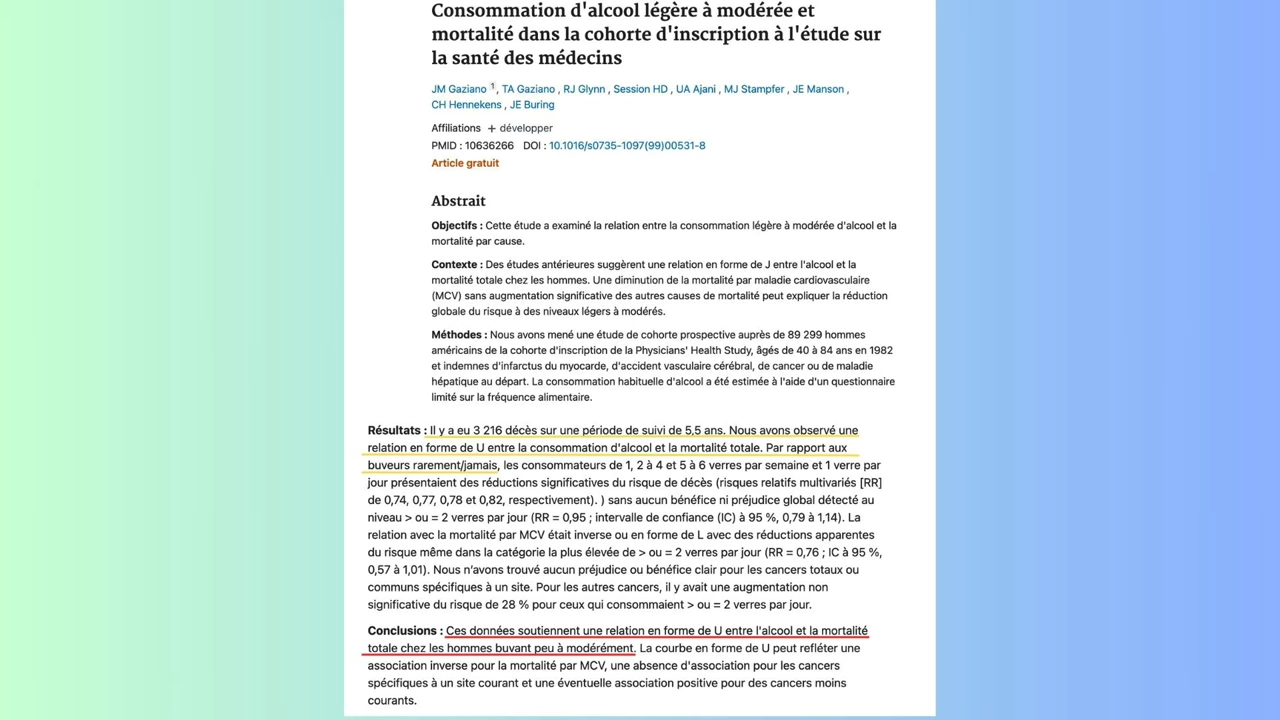 Consommation d'alcool légère à modérée et
mortalité dans la cohorte d'inscription à l'étude sur
la santé des médecins
JM Gaziano 1, TA Gaziano , RJ Glynn , Session HD , UA Ajani , MJ Stampfer , JE Manson ,
CH Hennekens , JE Buring
Affiliations + développer
PMID : 10636266 DOI : 10.1016/s0735-1097(99)00531-8
Article gratuit
Abstrait
Objectifs : Cette étude a examiné la relation entre la consommation légère à modérée d'alcool et la
mortalité par cause.
Contexte : Des études antérieures suggèrent une relation en forme de J entre l'alcool et la
mortalité totale chez les hommes. Une diminution de la mortalité par maladie cardiovasculaire
(MCV) sans augmentation significative des autres causes de mortalité peut expliquer la réduction
globale du risque à des niveaux légers à modérés.
Méthodes : Nous avons mené une étude de cohorte prospective auprès de 89 299 hommes
américains de la cohorte d'inscription de la Physicians' Health Study, âgés de 40 à 84 ans en 1982
et indemnes d'infarctus du myocarde, d'accident vasculaire cérébral, de cancer ou de maladie
hépatique au départ. La consommation habituelle d'alcool a été estimée à l'aide d'un questionnaire
limité sur la fréquence alimentaire.
Résultats : Il y a eu 3 216 décès sur une période de suivi de 5,5 ans. Nous avons observé une
relation en forme de U entre la consommation d'alcool et la mortalité totale. Par rapport aux
buveurs rarement/jamais, les consommateurs de 1, 2 à 4 et 5 à 6 verres par semaine et 1 verre par
jour présentaient des réductions significatives du risque de décès (risques relatifs multivariés [RR]
de 0,74, 0,77, 0,78 et 0,82, respectivement). ) sans aucun bénéfice ni préjudice global détecté au
niveau > ou = 2 verres par jour (RR = 0,95 ; intervalle de confiance (IC) à 95 %, 0,79 à 1,14). La
relation avec la mortalité par MCV était inverse ou en forme de L avec des réductions apparentes
du risque même dans la catégorie la plus élevée de > ou = 2 verres par jour (RR = 0,76 ; IC à 95 %,
0,57 à 1,01). Nous n'avons trouvé aucun préjudice ou bénéfice clair pour les cancers totaux ou
communs spécifiques à un site. Pour les autres cancers, il y avait une augmentation non
significative du risque de 28 % pour ceux qui consommaient > ou = 2 verres par jour.
Conclusions : Ces données soutiennent une relation en forme de U entre l'alcool et la mortalité
totale chez les hommes buvant peu à modérément. La courbe en forme de U peut refléter une
association inverse pour la mortalité par MCV, une absence d'association pour les cancers
spécifiques à un site courant et une éventuelle association positive pour des cancers moins
courants.